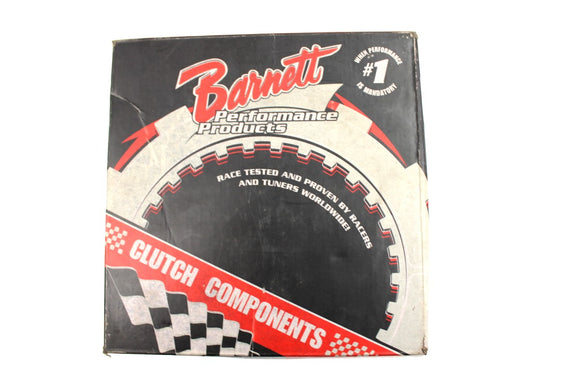 Barnett
Performance
Products
WHEN PERFORMANCE
#1
IS MANDATORY
RACE TESTED AND PROVEN BY RACERS
AND TUNERS WORLDWIDE!
CLUTCH COMPONENTS